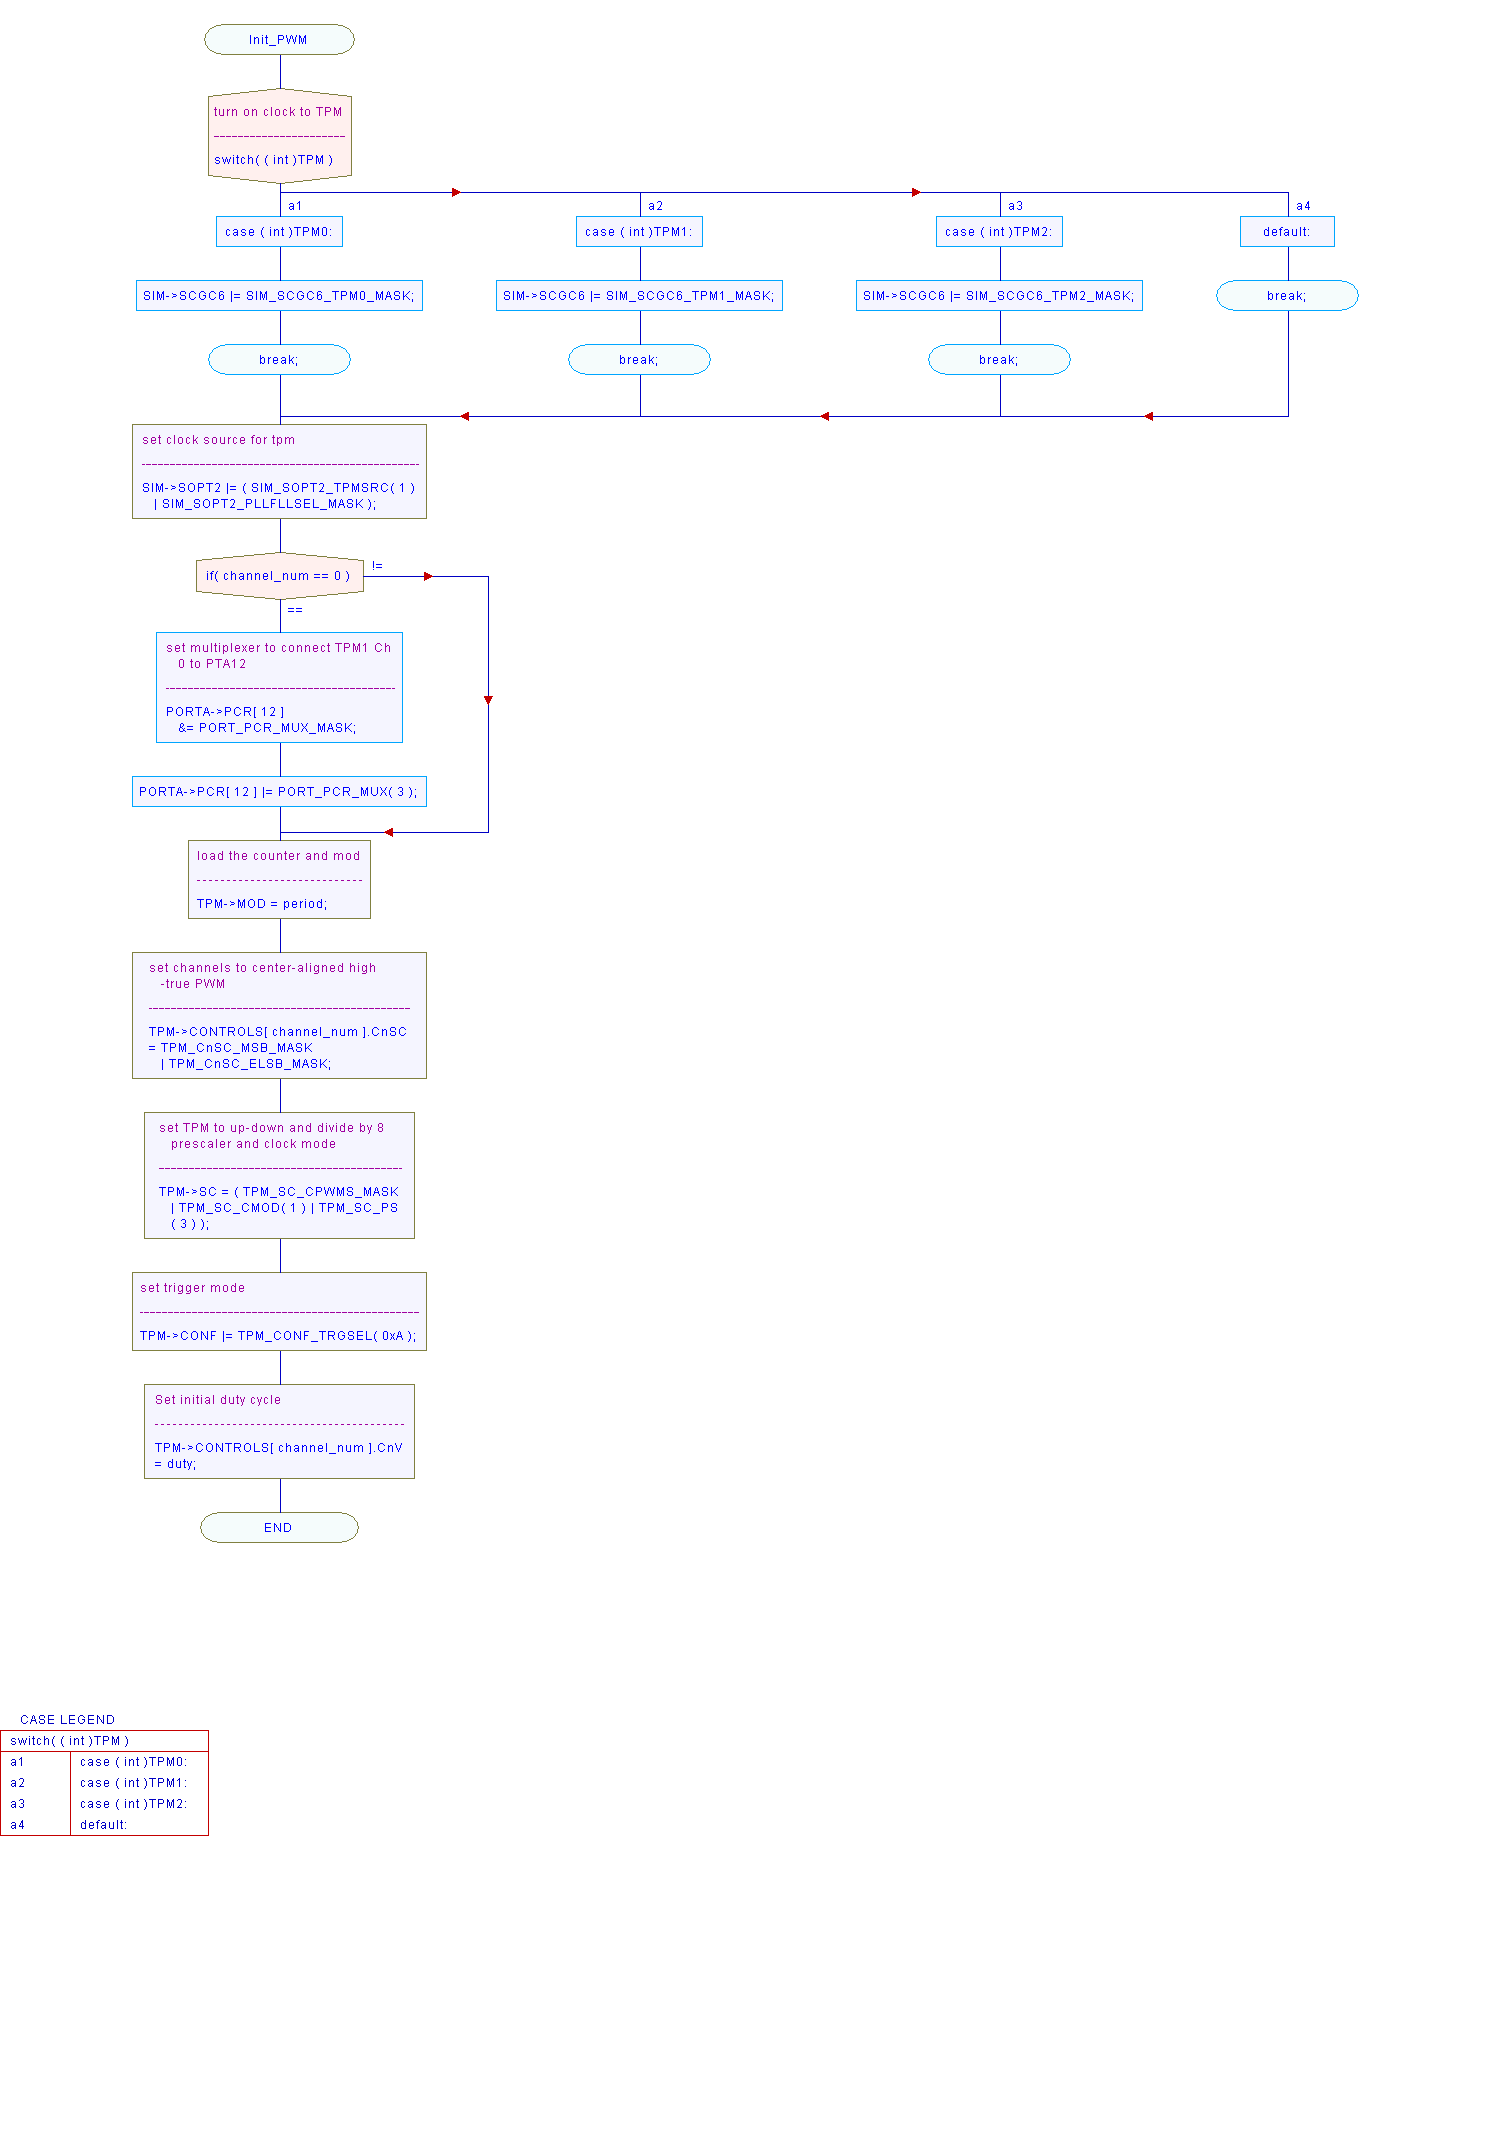 Init_PWM
turn on clock to TPM
----------------------
switch( ( int )TPM )
a1
a2
a3
a4
case ( int )TPM0:
case ( int )TPM1:
case ( int )TPM2:
default:
SIM->SCGC6 |= SIM_SCGC6_TPM0_MASK;
SIM->SCGC6 |= SIM_SCGC6_TPM1_MASK;
SIM->SCGC6 |= SIM_SCGC6_TPM2_MASK;
break;
break;
break;
break;
set clock source for tpm
SIM->SOPT2 |= ( SIM_SOPT2_TPMSRC( 1 )
| SIM_SOPT2_PLLFLLSEL_MASK );
!=
if( channel_num == 0 )
==
set multiplexer to connect TPM1 Ch
0 to PTA12
PORTA->PCR[ 12 ]
&= PORT_PCR_MUX_MASK;
PORTA->PCR[ 12 ] |= PORT_PCR_MUX( 3 );
load the counter and mod
TPM->MOD = period;
set channels to center-aligned high
-true PWM
TPM->CONTROLS[ channel_num ].CnSC
= TPM_CnSC_MSB_MASK
| TPM_CnSC_ELSB_MASK;
set TPM to up-down and divide by 8
prescaler and clock mode
TPM->SC = ( TPM_SC_CPWMS_MASK
| TPM_SC_CMOD( 1 ) | TPM_SC_PS
( 3 ) );
set trigger mode
TPM->CONF |= TPM_CONF_TRGSEL( 0xA );
Set initial duty cycle
TPM->CONTROLS[ channel_num ].CnV
= duty;
END
CASE LEGEND
switch( ( int )TPM )
a1 case ( int )TPM0:
a2 case ( int )TPM1:
a3 case ( int )TPM2:
a4 default: